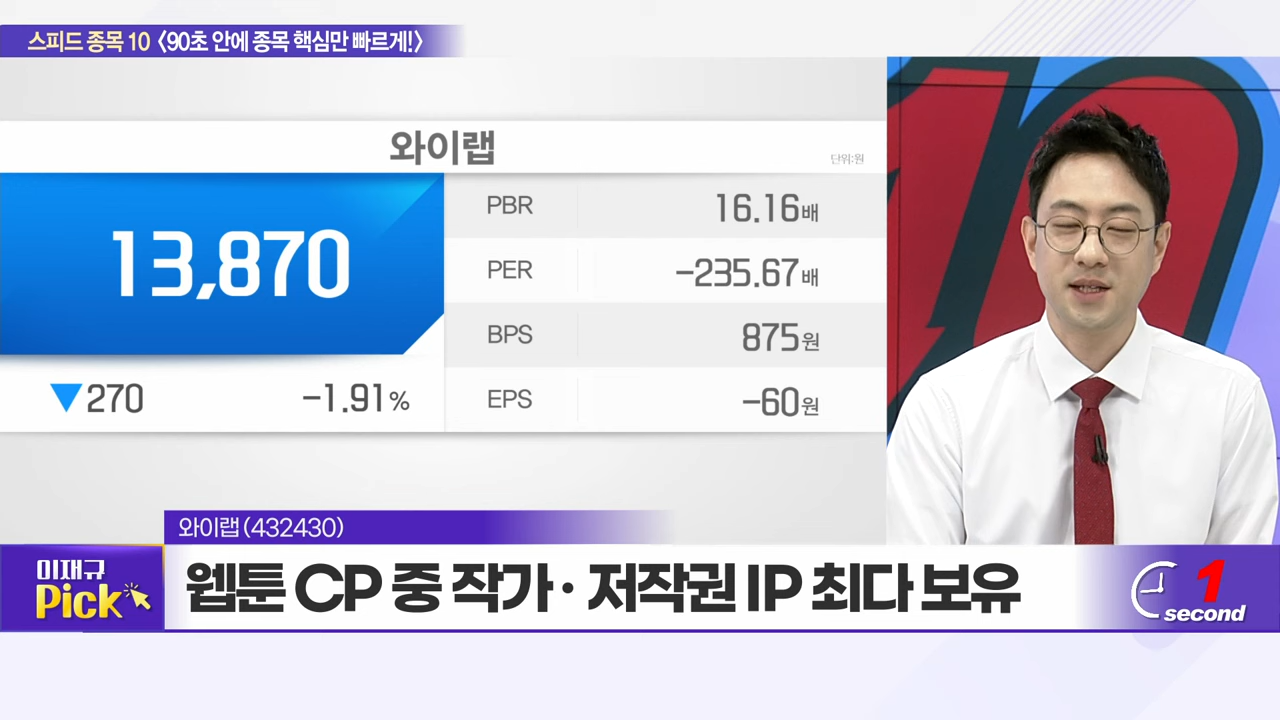 스피드 종목 10 〈90초 안에 종목 핵심만 빠르게!〉
와이랩
단위:원
13,870
▼270 -1.91%
PBR 16.16배
PER -235.67배
BPS 875원
EPS -60원
와이랩(432430)
이재규
Pick
웹툰 CP 중 작가· 저작권 IP 최다 보유
1
second